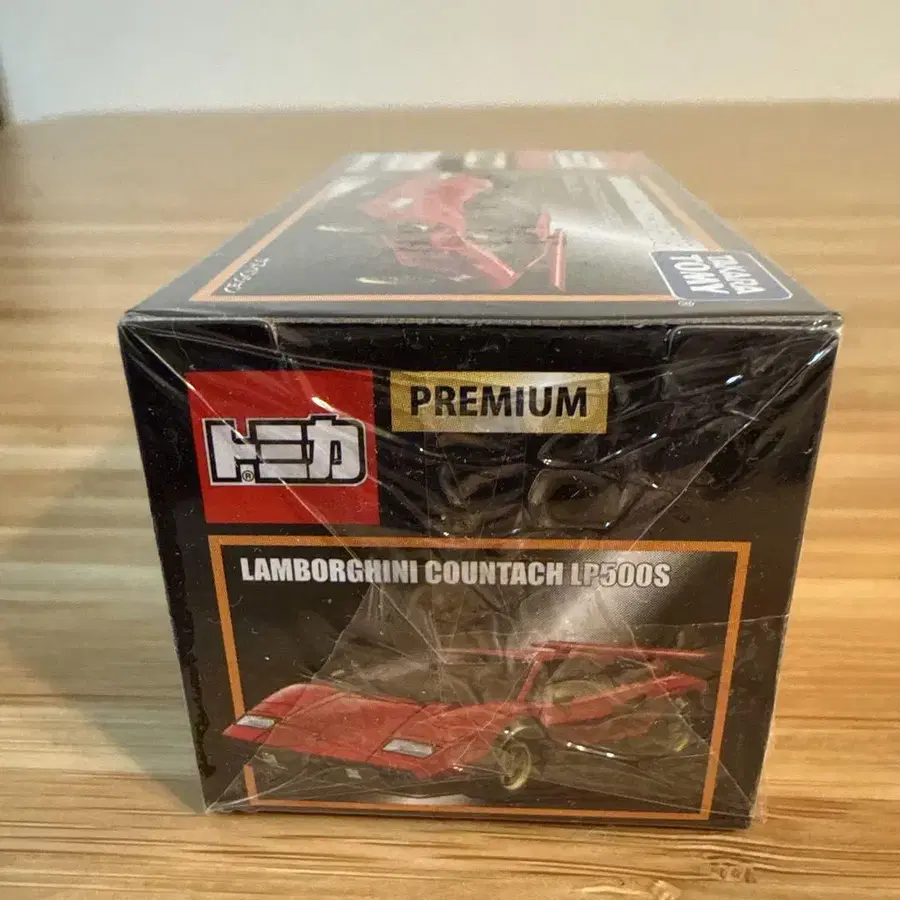 TAKARA
TOMY
®
PREMIUM
トミカ
®
LAMBORGHINI COUNTACH LP500S